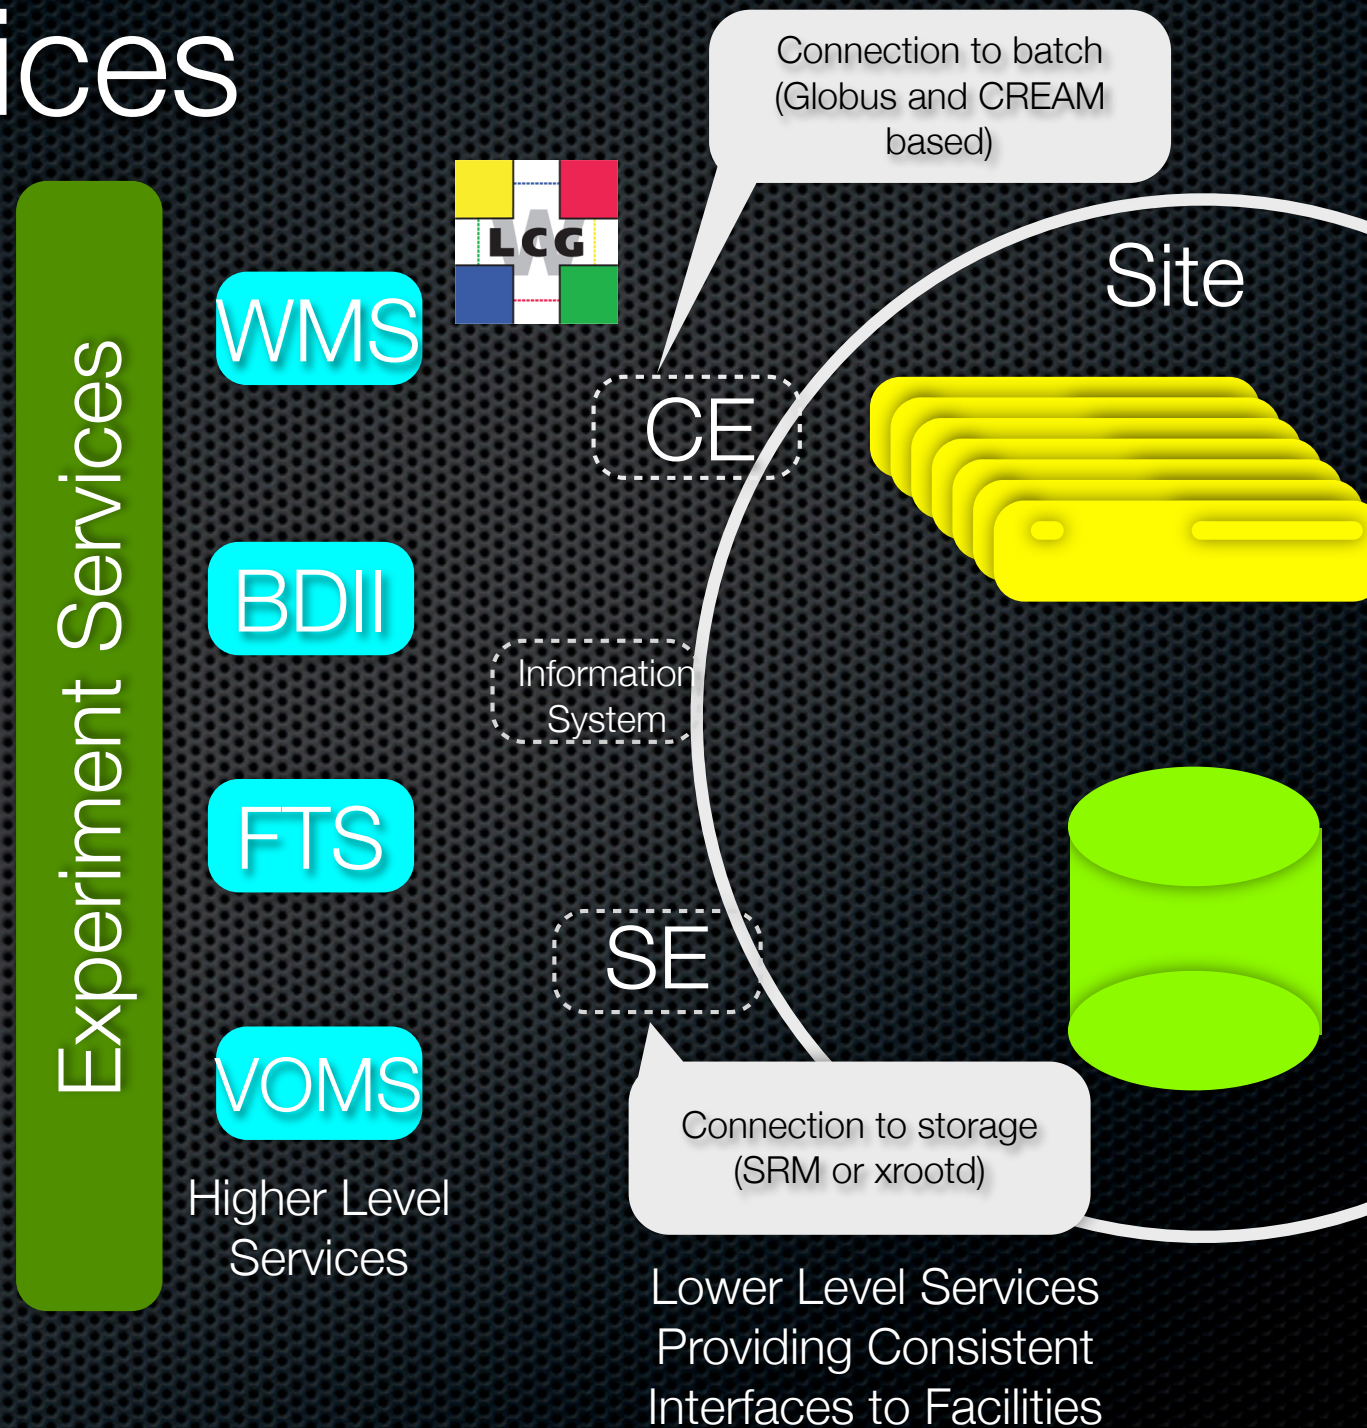 ices
Connection to batch
(Globus and CREAM
based)
LCG
Site
WMS
CE
Experiment Services
BDII
Information
System
FTS
SE
VOMS
Connection to storage
(SRM or xrootd)
Higher Level
Services
Lower Level Services
Providing Consistent
Interfaces to Facilities